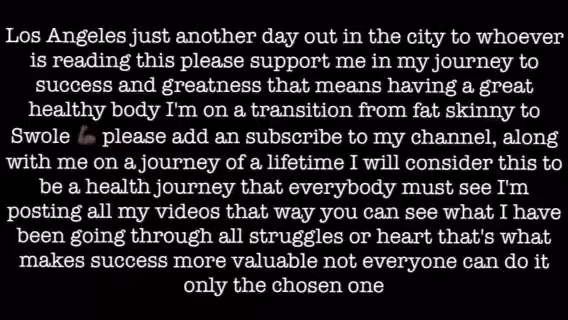 Los Angeles just another day out in the city to whoever
is reading this please support me in my journey to
success and greatness that means having a great
healthy body I'm on a transition from fat skinny to
Swole 💪🏿 please add an subscribe to my channel, along
with me on a journey of a lifetime I will consider this to
be a health journey that everybody must see I'm
posting all my videos that way you can see what I have
been going through all struggles or heart that's what
makes success more valuable not everyone can do it
only the chosen one